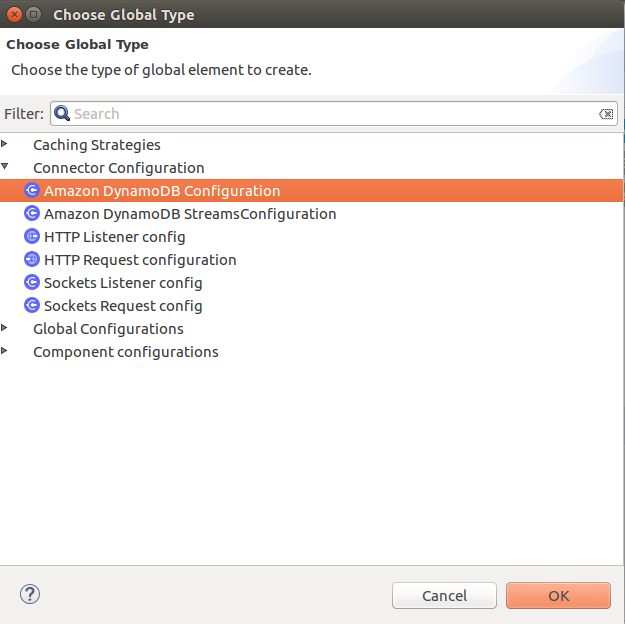 Choose Global Type
Choose Global Type
Choose the type of global element to create.
Filter: Search
Caching Strategies
Connector Configuration
Amazon DynamoDB Configuration
Amazon DynamoDB StreamsConfiguration
HTTP Listener config
HTTP Request configuration
Sockets Listener config
Sockets Request config
Global Configurations
Component configurations
? Cancel OK